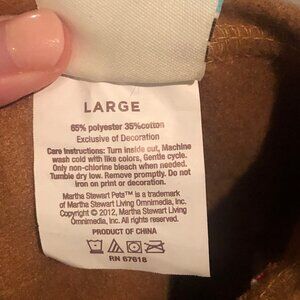 LARGE
65% polyester 35%cotton
Exclusive of Decoration
Care Instructions: Turn inside cut, Machine
wash cold with like colors, Gentle cycle.
Only non-chlorine bleach when needed.
Tumble dry low. Remove promptly. Do not
iron on print or decoration.
Martha Stewart Pets™ is a trademark
of Martha Stewart Living Omnimedia, Inc.
Copyright © 2012, Martha Stewart Living
Omnimedia, Inc. All rights reserved.
PRODUCT OF CHINA
RN 67618